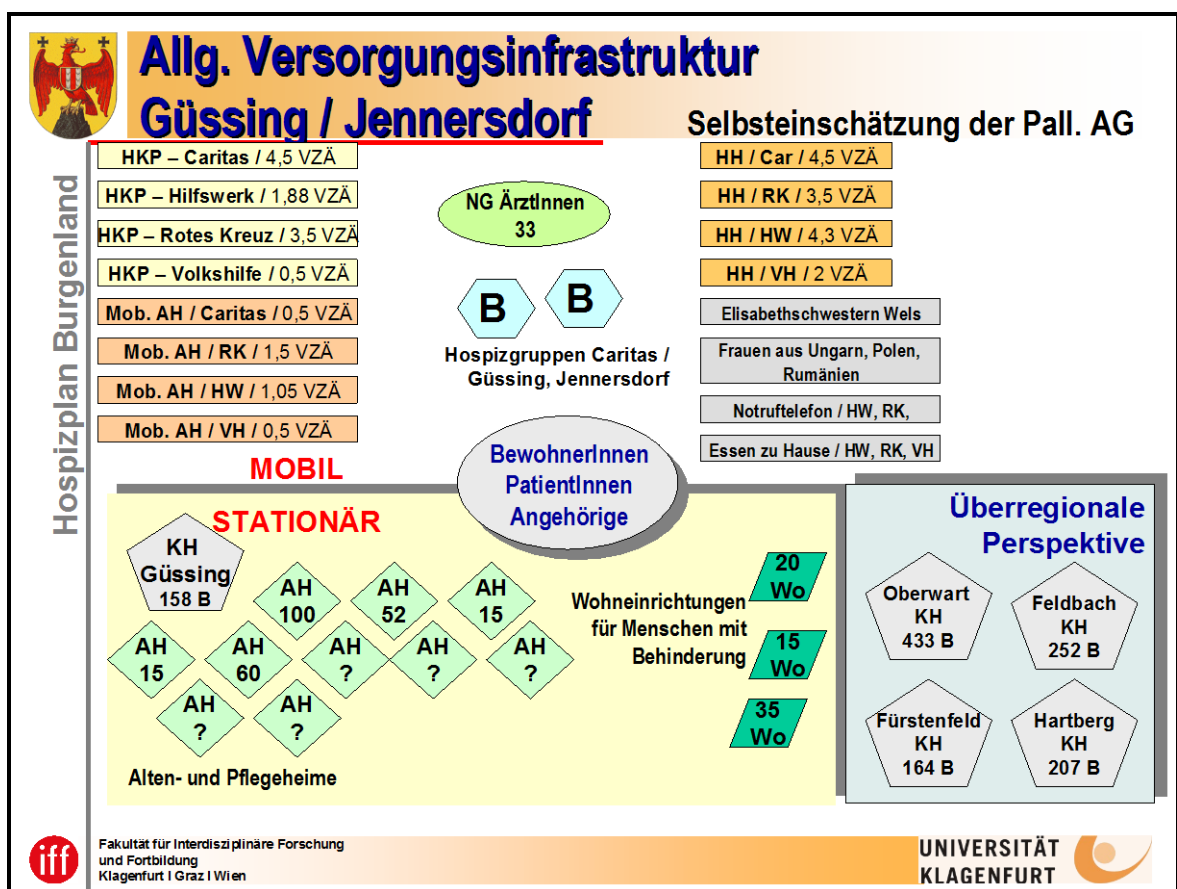 Allg. Versorgungsinfrastruktur
Güssing / Jennersdorf
Selbsteinschätzung der Pall. AG
Hospizplan Burgenland
HKP – Caritas / 4,5 VZÄ
HKP – Hilfswerk / 1,88 VZÄ
HKP – Rotes Kreuz / 3,5 VZÄ
HKP – Volkshilfe / 0,5 VZÄ
Mob. AH / Caritas / 0,5 VZÄ
Mob. AH / RK / 1,5 VZÄ
Mob. AH / HW / 1,05 VZÄ
Mob. AH / VH / 0,5 VZÄ
NG ÄrztInnen
33
B
B
Hospizgruppen Caritas /
Güssing, Jennersdorf
HH / Car / 4,5 VZÄ
HH / RK / 3,5 VZÄ
HH / HW / 4,3 VZÄ
HH / VH / 2 VZÄ
Elisabethschwestern Wels
Frauen aus Ungarn, Polen,
Rumänien
Notruftelefon / HW, RK,
Essen zu Hause / HW, RK, VH
MOBIL
BewohnerInnen
PatientInnen
Angehörige
STATIONÄR
KH
Güssing
158 B
AH
100
AH
52
AH
15
AH
15
AH
60
AH
?
AH
?
AH
?
AH
?
AH
?
Alten- und Pflegeheime
Wohneinrichtungen
für Menschen mit
Behinderung
20
Wo
15
Wo
35
Wo
Überregionale
Perspektive
Oberwart
KH
433 B
Feldbach
KH
252 B
Fürstenfeld
KH
164 B
Hartberg
KH
207 B
iff
Fakultät für Interdisziplinäre Forschung
und Fortbildung
Klagenfurt I Graz I Wien
UNIVERSITÄT
KLAGENFURT